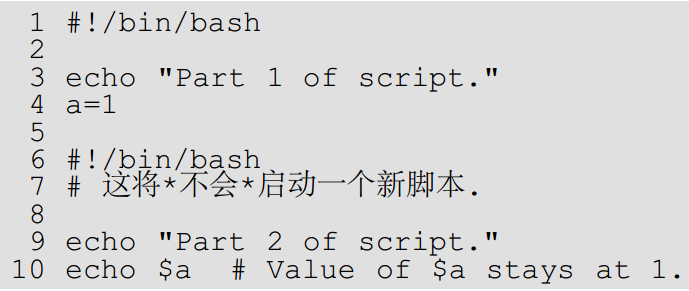 1 #!/bin/bash
2
3 echo "Part 1 of script."
4 a=1
5
6 #!/bin/bash
7 # 这将*不会*启动一个新脚本.
8
9 echo "Part 2 of script."
10 echo $a  # Value of $a stays at 1.